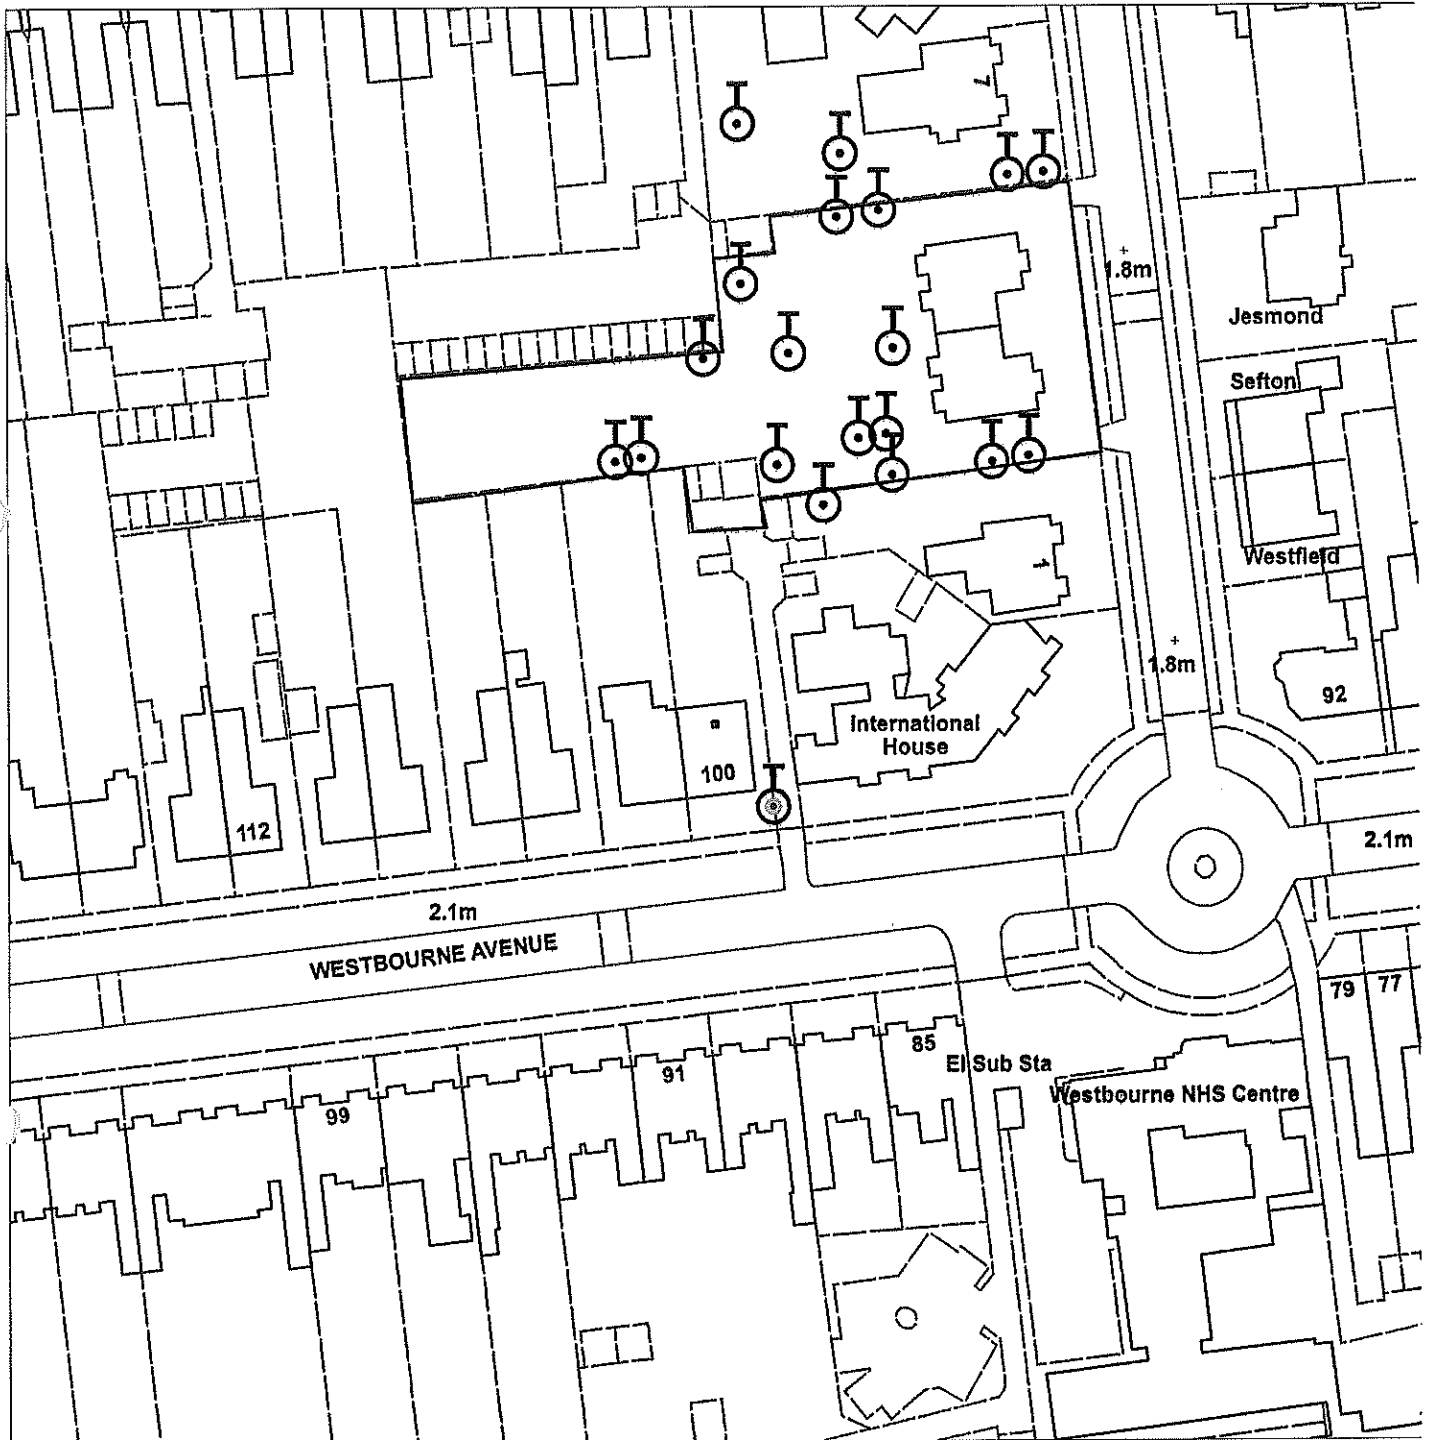 7
1.8m
Jesmond
Sefton
Westfield
1
1.8m
92
International
House
100
112
2.1m
2.1m
WESTBOURNE AVENUE
79
77
85
El Sub Sta
91
Westbourne NHS Centre
99